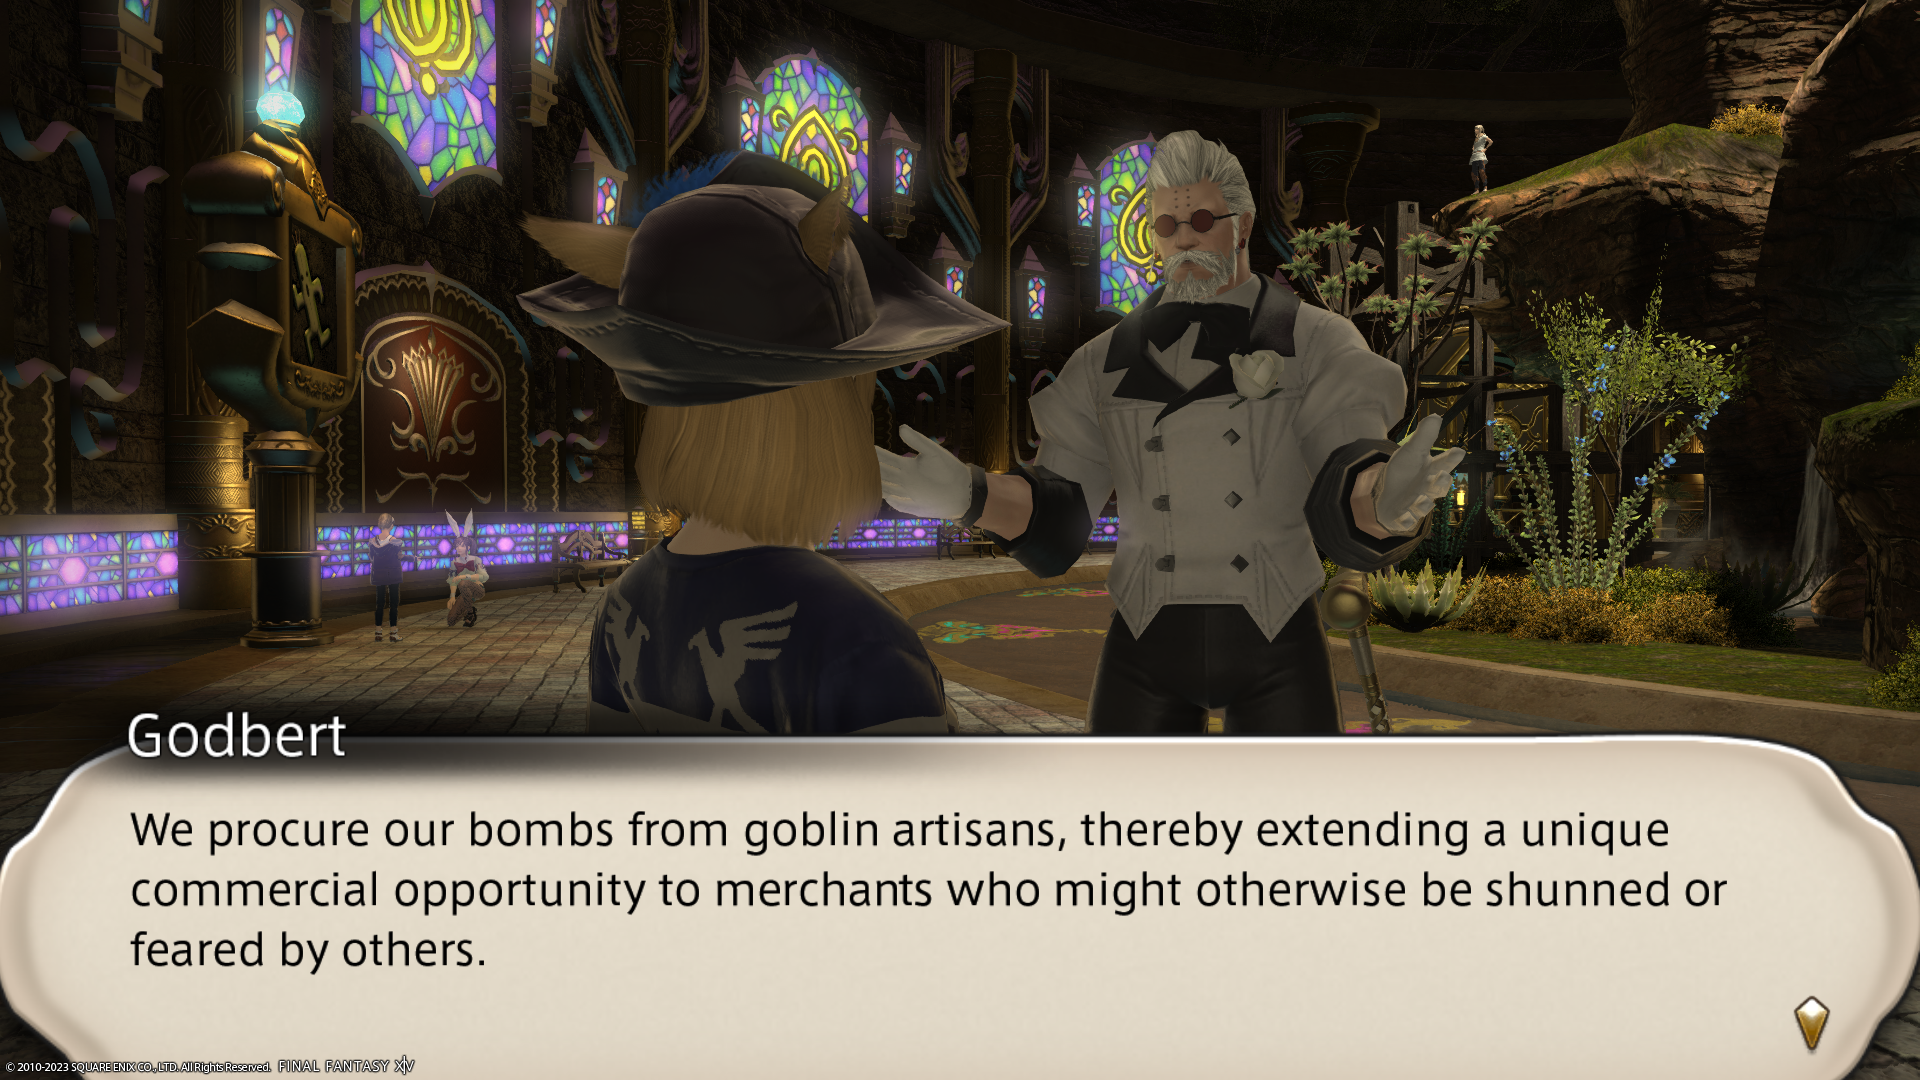 Godbert
We procure our bombs from goblin artisans, thereby extending a unique
commercial opportunity to merchants who might otherwise be shunned or
feared by others.
© 2010-2023 SQUARE ENIX CO., LTD. All Rights Reserved. FINAL FANTASY XIV